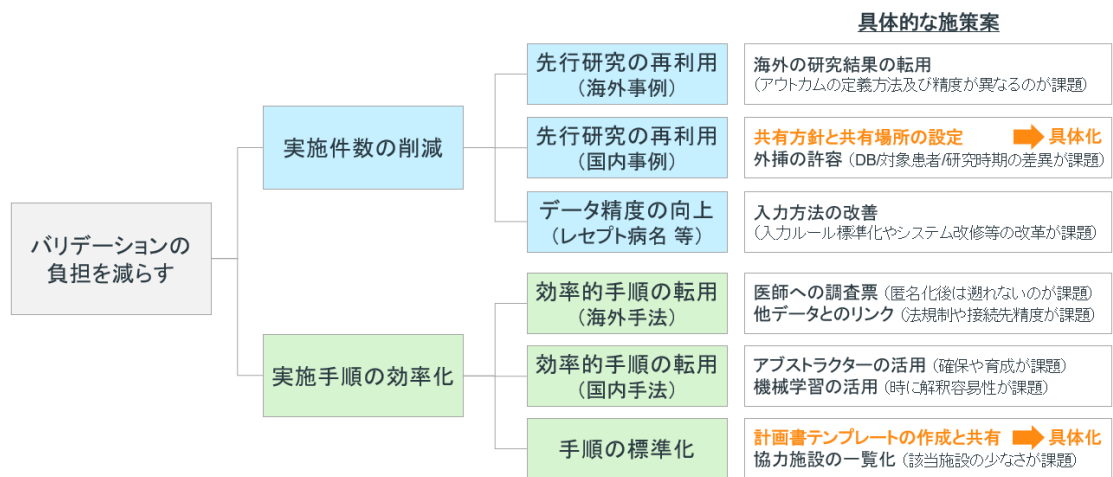 具体的な施策案
バリデーションの
負担を減らす
実施件数の削減
先行研究の再利用
（海外事例）
海外の研究結果の転用
（アウトカムの定義方法及び精度が異なるのが課題）
先行研究の再利用
（国内事例）
共有方針と共有場所の設定 具体化
外挿の許容（DB/対象患者/研究時期の差異が課題）
データ精度の向上
（レセプト病名 等）
入力方法の改善
（入力ルール標準化やシステム改修等の改革が課題）
実施手順の効率化
効率的手順の転用
（海外手法）
医師への調査票（匿名化後は遡れないのが課題）
他データとのリンク（法規制や接続先精度が課題）
効率的手順の転用
（国内手法）
アブストラクターの活用（確保や育成が課題）
機械学習の活用（時に解釈容易性が課題）
手順の標準化
計画書テンプレートの作成と共有 具体化
協力施設の一覧化（該当施設の少なさが課題）